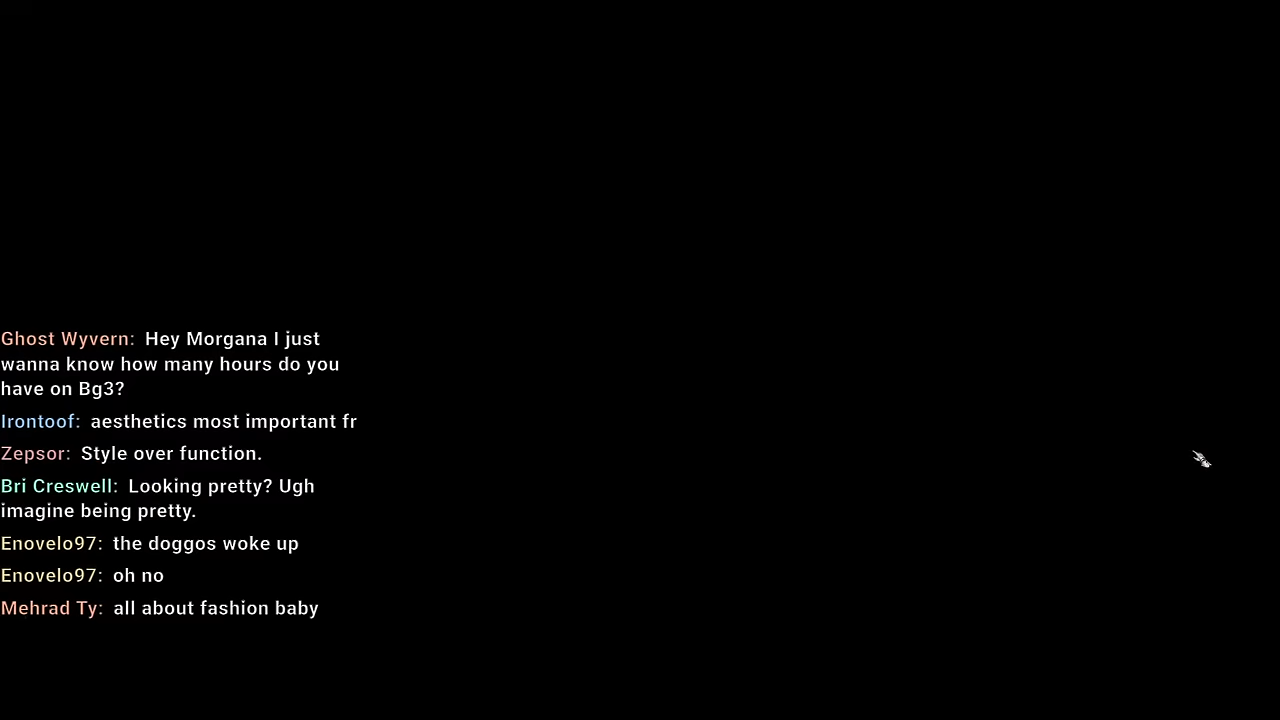 Ghost Wyvern: Hey Morgana I just
wanna know how many hours do you
have on Bg3?
Irontoof: aesthetics most important fr
Zepsor: Style over function.
Bri Creswell: Looking pretty? Ugh
imagine being pretty.
Enovelo97: the doggos woke up
Enovelo97: oh no
Mehrad Ty: all about fashion baby